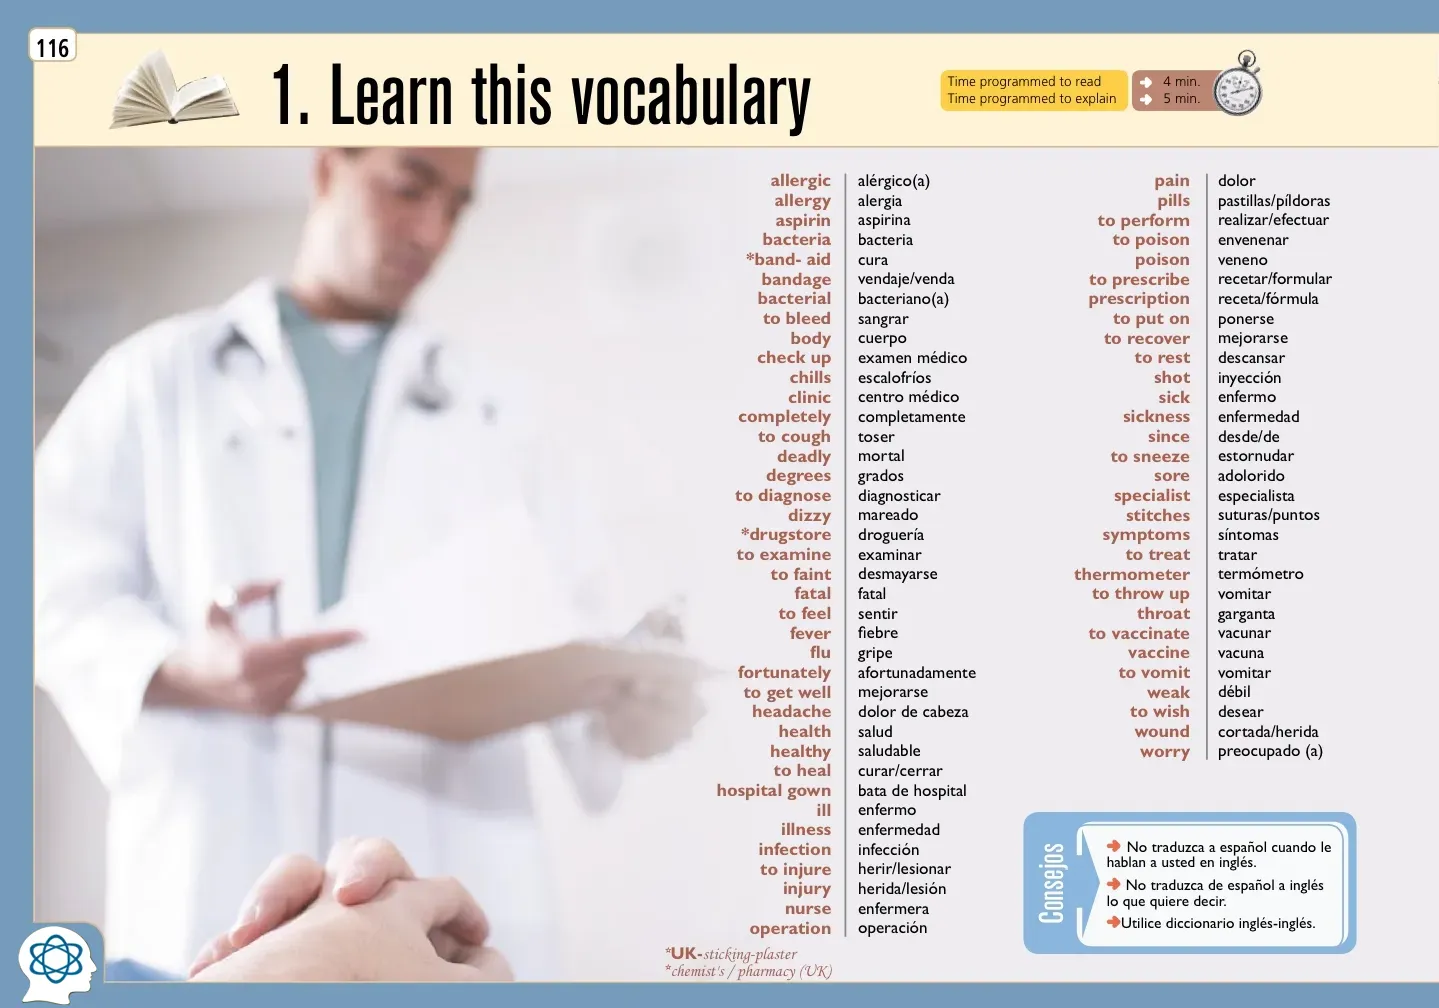 116
1. Learn this vocabulary
Time programmed to read 4 min.
Time programmed to explain 5 min.
allergic alérgico(a)
allergy alergia
aspirin aspirina
bacteria bacteria
*band- aid cura
bandage vendaje/venda
bacterial bacteriano(a)
to bleed sangrar
body cuerpo
check up examen médico
chills escalofríos
clinic centro médico
completely completamente
to cough toser
deadly mortal
degrees grados
to diagnose diagnosticar
dizzy mareado
*drugstore droguería
to examine examinar
to faint desmayarse
fatal fatal
to feel sentir
fever fiebre
flu gripe
fortunately afortunadamente
to get well mejorarse
headache dolor de cabeza
health salud
healthy saludable
to heal curar/cerrar
hospital gown bata de hospital
ill enfermo
illness enfermedad
infection infección
to injure herir/lesionar
injury herida/lesión
nurse enfermera
operation operación
*UK-sticking-plaster
*chemist's / pharmacy (UK)
pain dolor
pills pastillas/píldoras
to perform realizar/efectuar
to poison envenenar
poison veneno
to prescribe recetar/formular
prescription receta/fórmula
to put on ponerse
to recover mejorarse
to rest descansar
shot inyección
sick enfermo
sickness enfermedad
since desde/de
to sneeze estornudar
sore adolorido
specialist especialista
stitches suturas/puntos
symptoms síntomas
to treat tratar
thermometer termómetro
to throw up vomitar
throat garganta
to vaccinate vacunar
vaccine vacuna
to vomit vomitar
weak débil
to wish desear
wound cortada/herida
worry preocupado (a)
Consejos
No traduzca a español cuando le
hablan a usted en inglés.
No traduzca de español a inglés
lo que quiere decir.
Utilice diccionario inglés-inglés.